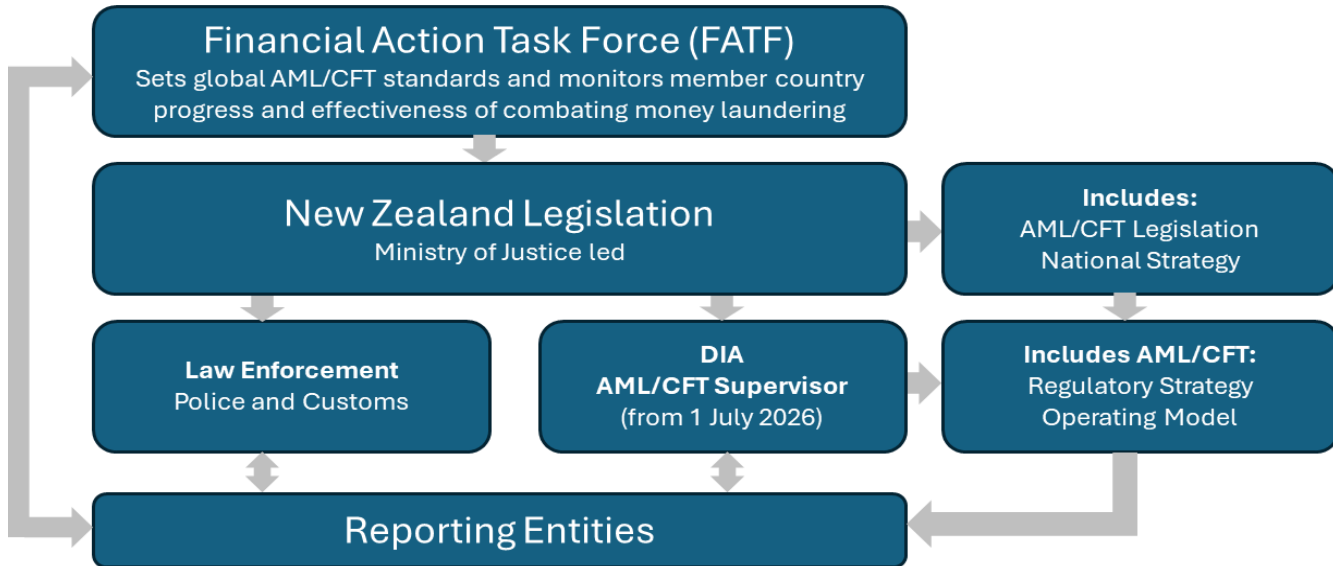 Financial Action Task Force (FATF)
Sets global AML/CFT standards and monitors member country
progress and effectiveness of combating money laundering
New Zealand Legislation
Ministry of Justice led
Includes:
AML/CFT Legislation
National Strategy
Law Enforcement
Police and Customs
DIA
AML/CFT Supervisor
(from 1 July 2026)
Includes AML/CFT:
Regulatory Strategy
Operating Model
Reporting Entities